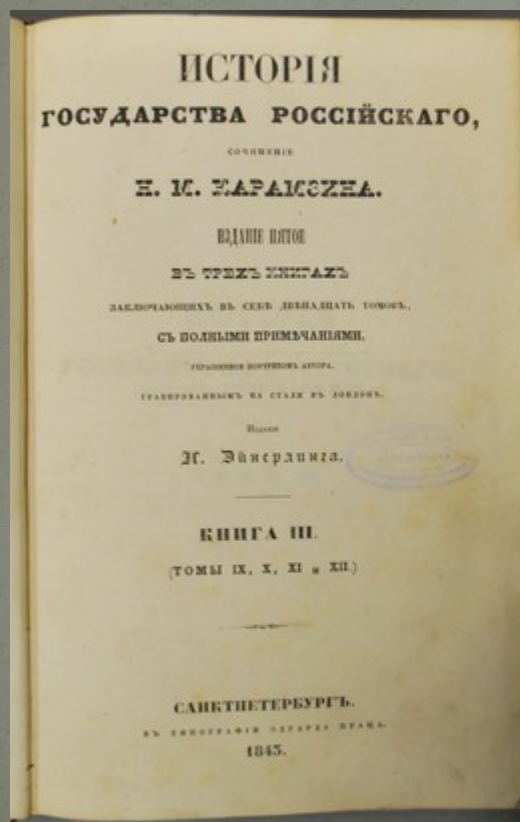 ИСТОРІЯ
ГОСУДАРСТВА РОССІЙСКАГО,
СОЧИНЕНІЕ
Н. М. КАРАМЗИНА.
ИЗДАНІЕ ПЯТОЕ
ВЪ ТРЕХЪ КНИГАХЪ
ЗАКЛЮЧАЮЩИХЪ ВЪ СЕБѢ ДВѢНАДЦАТЬ ТОМОВЪ,
СЪ ПОЛНЫМИ ПРИМѢЧАНІЯМИ,
УКРАШЕННОЕ ПОРТРЕТОМЪ АВТОРА,
ГРАВИРОВАННЫМЪ НА СТАЛИ ВЪ ЛОНДОНѢ.
Изданіе
И. Эйнерлинга.
КНИГА III.
(ТОМЫ IX, X, XI и XII.)
САНКТПЕТЕРБУРГЪ.
ВЪ ТИПОГРАФІИ ЭДУАРДА ПРАЦА.
1843.